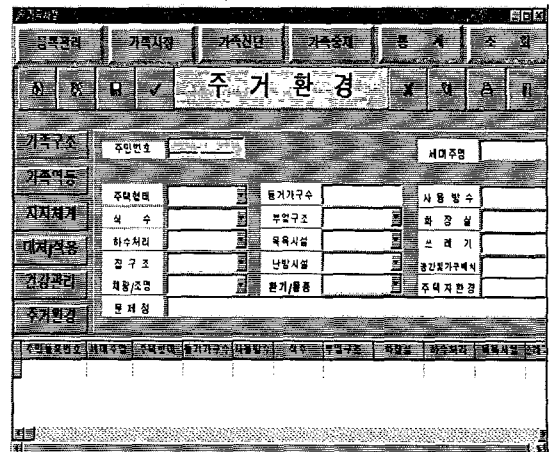 가족사정
등록관리 가족사정 가족진단 가족중재 통 계 조 회
주 거 환 경
가족구조 주민번호 세대주명
가족역동
지지체계 주택형태 동거가구수 사용방수
식 수 부엌구조 화 장 실
대처/적응 하수처리 목욕시설 쓰 레 기
집 구 조 난방시설 공간및가구배치
건강관리 채광/조명 환기/통풍 주택지환경
주거환경 문 제 점
세대주명 주택형태 동거가구수 사용방수 식수 부엌구조 화장실 하수처리 목욕시설